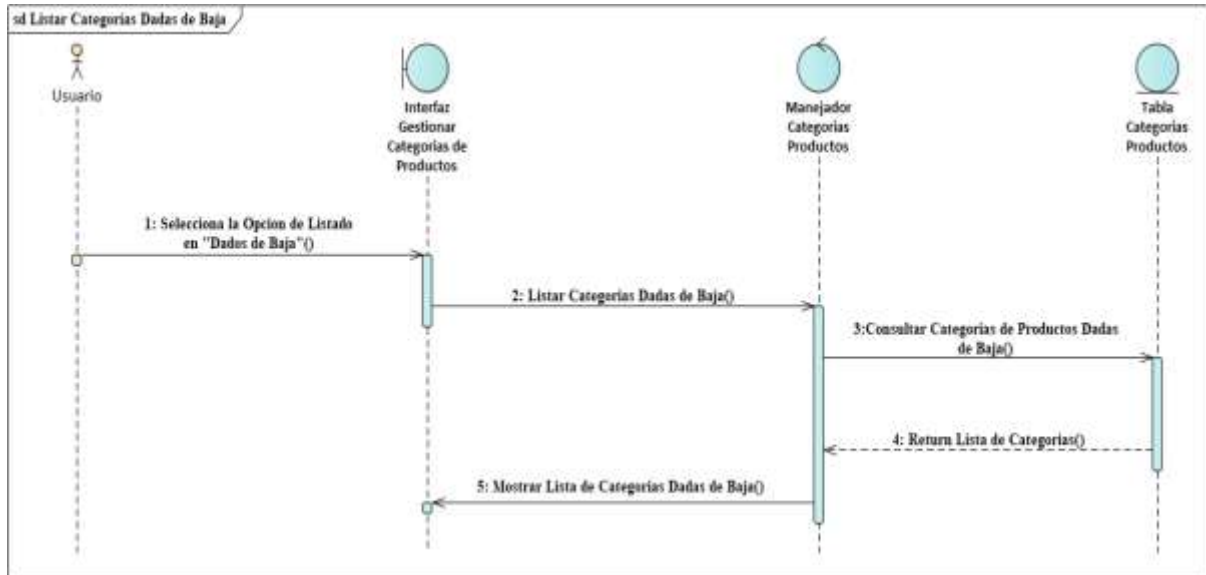 sd Listar Categorias Dadas de Baja
Usuario
Interfaz
Gestionar
Categorias de
Productos
Manejador
Categorias
Productos
Tabla
Categorias
Productos
1: Selecciona la Opcion de Listado
en "Dados de Baja"()
2: Listar Categorias Dadas de Baja()
3:Consultar Categorias de Productos Dadas
de Baja()
4: Return Lista de Categorias()
5: Mostrar Lista de Categorias Dadas de Baja()